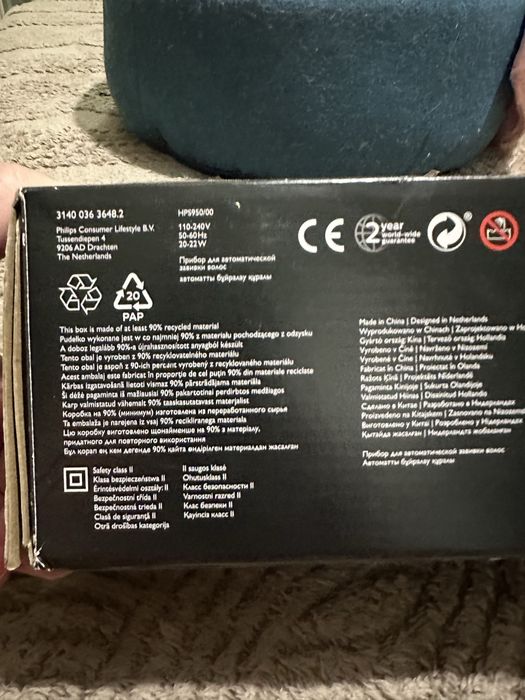 3140 036 3648.2
Philips Consumer Lifestyle B.V.
Tussendiepen 4
9206 AD Drachten
The Netherlands
HPS950/00
110-240V
50-60Hz
20-22W
Прибор для автоматической
завивки волос
автоматты бұйралау құралы
CE
2 year
world-wide
guarantee
20
PAP
This box is made of at least 90% recycled material
Pudełko wykonane jest w co najmniej 90% z materiału pochodzącego z odzysku
A doboz legalább 90%-a újrahasznosított anyagból készült
Tento obal je vyroben z 90% recyklovatelného materiálu
Tento obal je aspoň z 90-ich percent vyrobený z recyklovaného materiálu
Acest ambalaj este fabricat în proporție de cel puțin 90% din materiale reciclate
Kārbas izgatavošanā lietoti vismaz 90% pārstrādājama materiāla
Ši dėžė pagaminta iš mažiausiai 90% pakartotinai perdirbtos medžiagos
Karp valmistatud vähemalt 90% taaskasutatavast materjalist
Коробка на 90% (минимум) изготовлена из переработанного сырья
Та embalaža je narejena iz vsaj 90% recikliranega materiala
Цю коробку виготовлено щонайменше на 90% з матеріалу,
придатного для повторного використання
Бұл қорап ең кем дегенде 90% қайта өңдірілген материалдан жасалған
Made in China | Designed in Netherlands
Wyprodukowano w Chinach | Zaprojektowano w
Gyártó ország: Kína | Tervező ország: Hollandia
Vyrobeno v Číně | Navrženo v Nizozemí
Vyrobené v Číne | Navrhnuté v Holandsku
Fabricat în China | Proiectat în Olanda
Ražots Ķīnā | Projektēts Nīderlandē
Pagaminta Kinijoje | Sukurta Olandijoje
Valmistatud Hiinas | Disainitud Hollandis
Сделано в Китае | Разработано в Нидерландах
Proizvedeno na Kitajskem | Zasnovano na
Виготовлено у Китаї | Розроблено у Нідерландах
Қытайда жасалған | Нидерландта жобаланған
Прибор для автоматической завивки волос
Автоматты бұйралау құралы
Safety class II
Klasa bezpieczeństwa II
Érintésvédelmi osztály: II
Bezpečnostní třída II
Bezpečnostná trieda II
Clasă de siguranță II
Otrā drošības kategorija
II saugos klasė
Ohutusklass II
Класс безопасности II
Varnostni razred II
Клас безпеки II
Қауіпсіз класс II